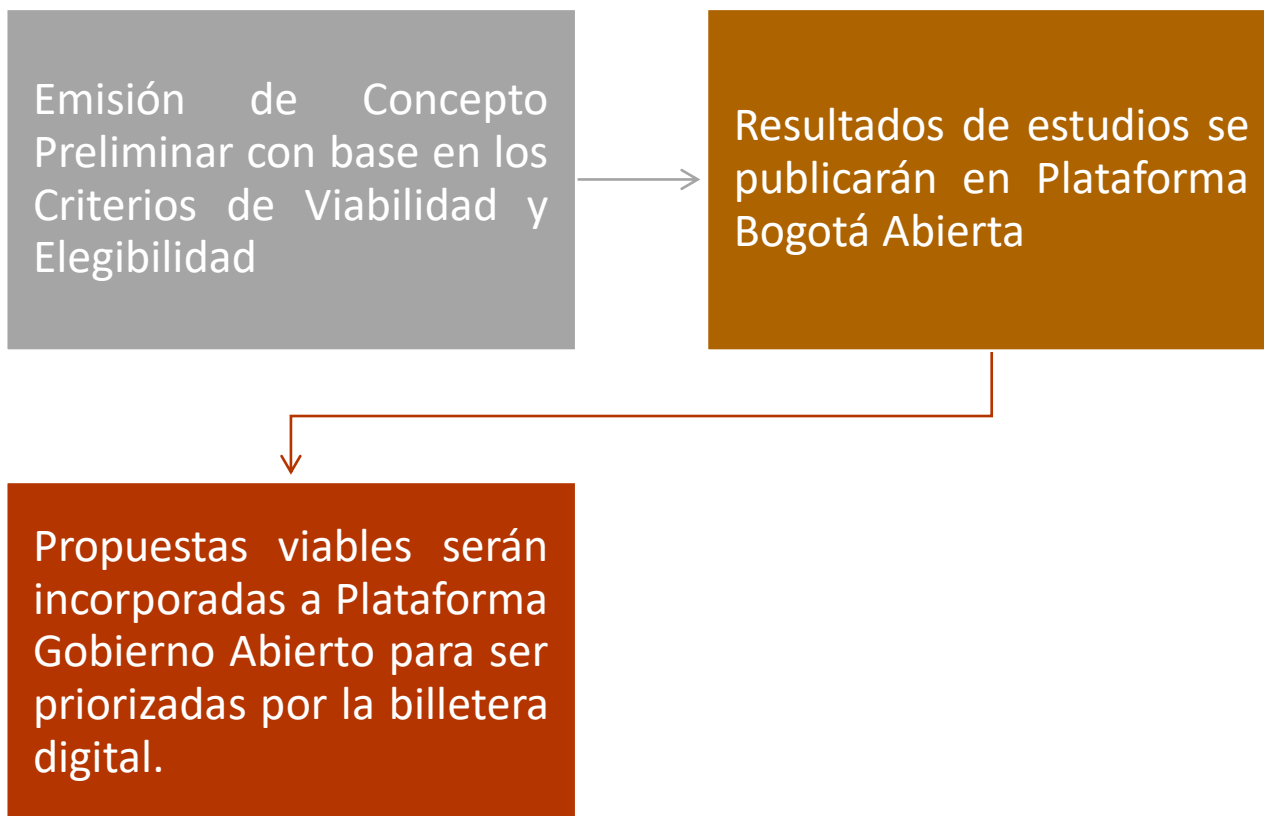 Emisión de Concepto
Preliminar con base en los
Criterios de Viabilidad y
Elegibilidad
Resultados de estudios se
publicarán en Plataforma
Bogotá Abierta
Propuestas viables serán
incorporadas a Plataforma
Gobierno Abierto para ser
priorizadas por la billetera
digital.